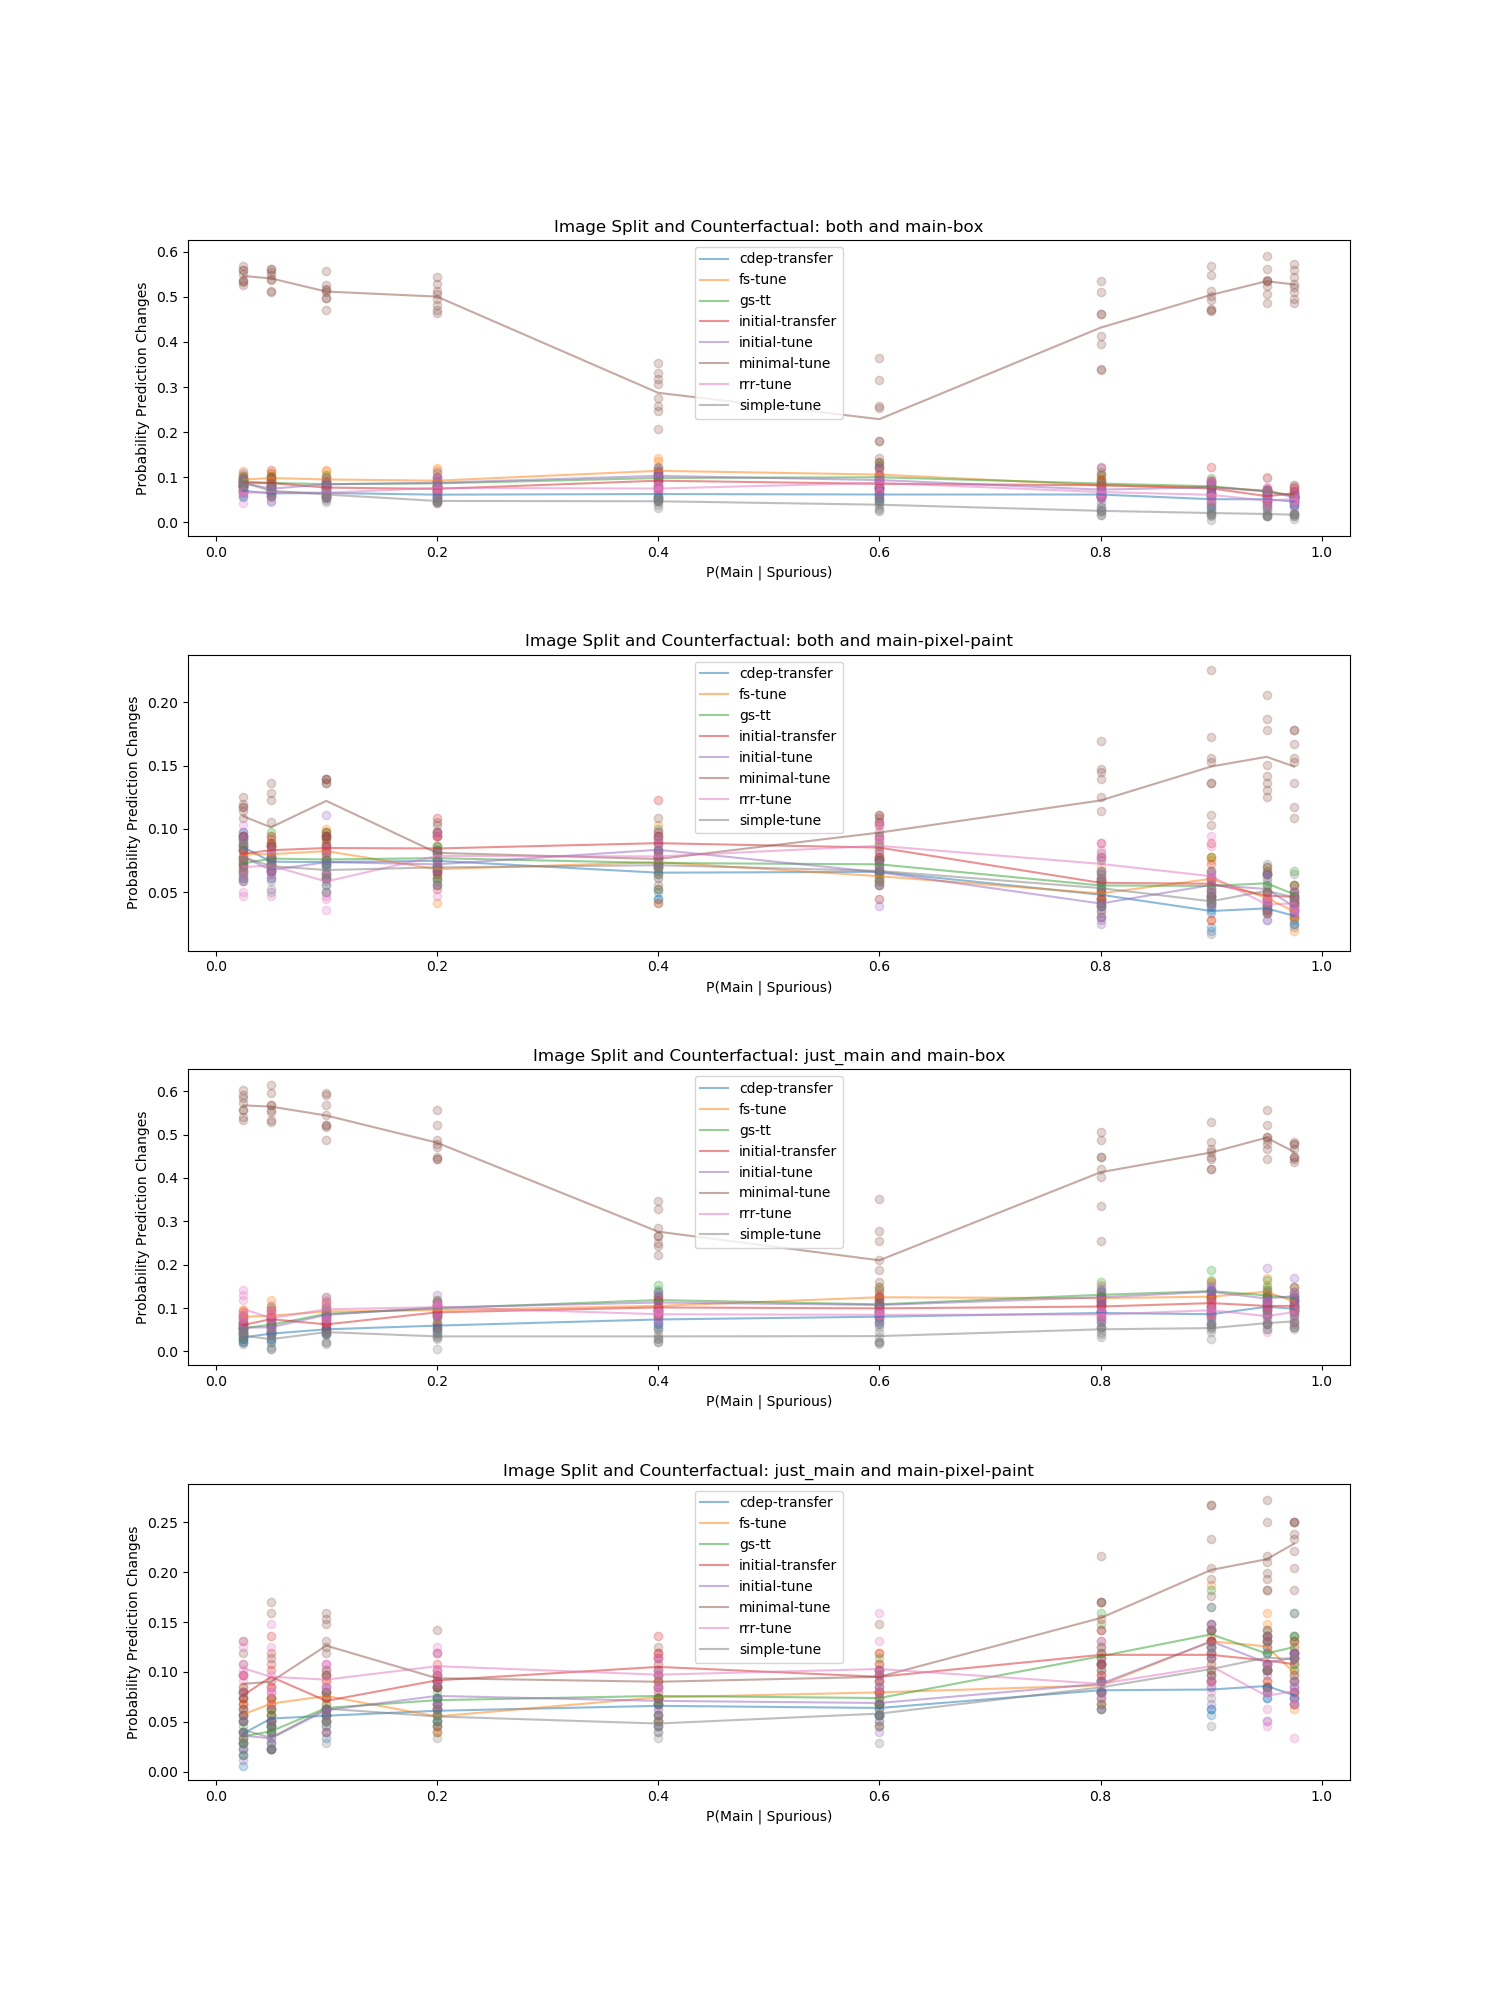 Image Split and Counterfactual: both and main-box
Probability Prediction Changes
0.6
0.5
0.4
0.3
0.2
0.1
0.0
cdep-transfer
fs-tune
gs-tt
initial-transfer
initial-tune
minimal-tune
rrr-tune
simple-tune
0.0 0.2 0.4 0.6 0.8 1.0
P(Main | Spurious)
Image Split and Counterfactual: both and main-pixel-paint
Probability Prediction Changes
0.20
0.15
0.10
0.05
cdep-transfer
fs-tune
gs-tt
initial-transfer
initial-tune
minimal-tune
rrr-tune
simple-tune
0.0 0.2 0.4 0.6 0.8 1.0
P(Main | Spurious)
Image Split and Counterfactual: just_main and main-box
Probability Prediction Changes
0.6
0.5
0.4
0.3
0.2
0.1
0.0
cdep-transfer
fs-tune
gs-tt
initial-transfer
initial-tune
minimal-tune
rrr-tune
simple-tune
0.0 0.2 0.4 0.6 0.8 1.0
P(Main | Spurious)
Image Split and Counterfactual: just_main and main-pixel-paint
Probability Prediction Changes
0.25
0.20
0.15
0.10
0.05
0.00
cdep-transfer
fs-tune
gs-tt
initial-transfer
initial-tune
minimal-tune
rrr-tune
simple-tune
0.0 0.2 0.4 0.6 0.8 1.0
P(Main | Spurious)